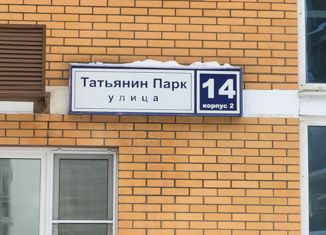 Татьянин Парк
улица
14
корпус 2